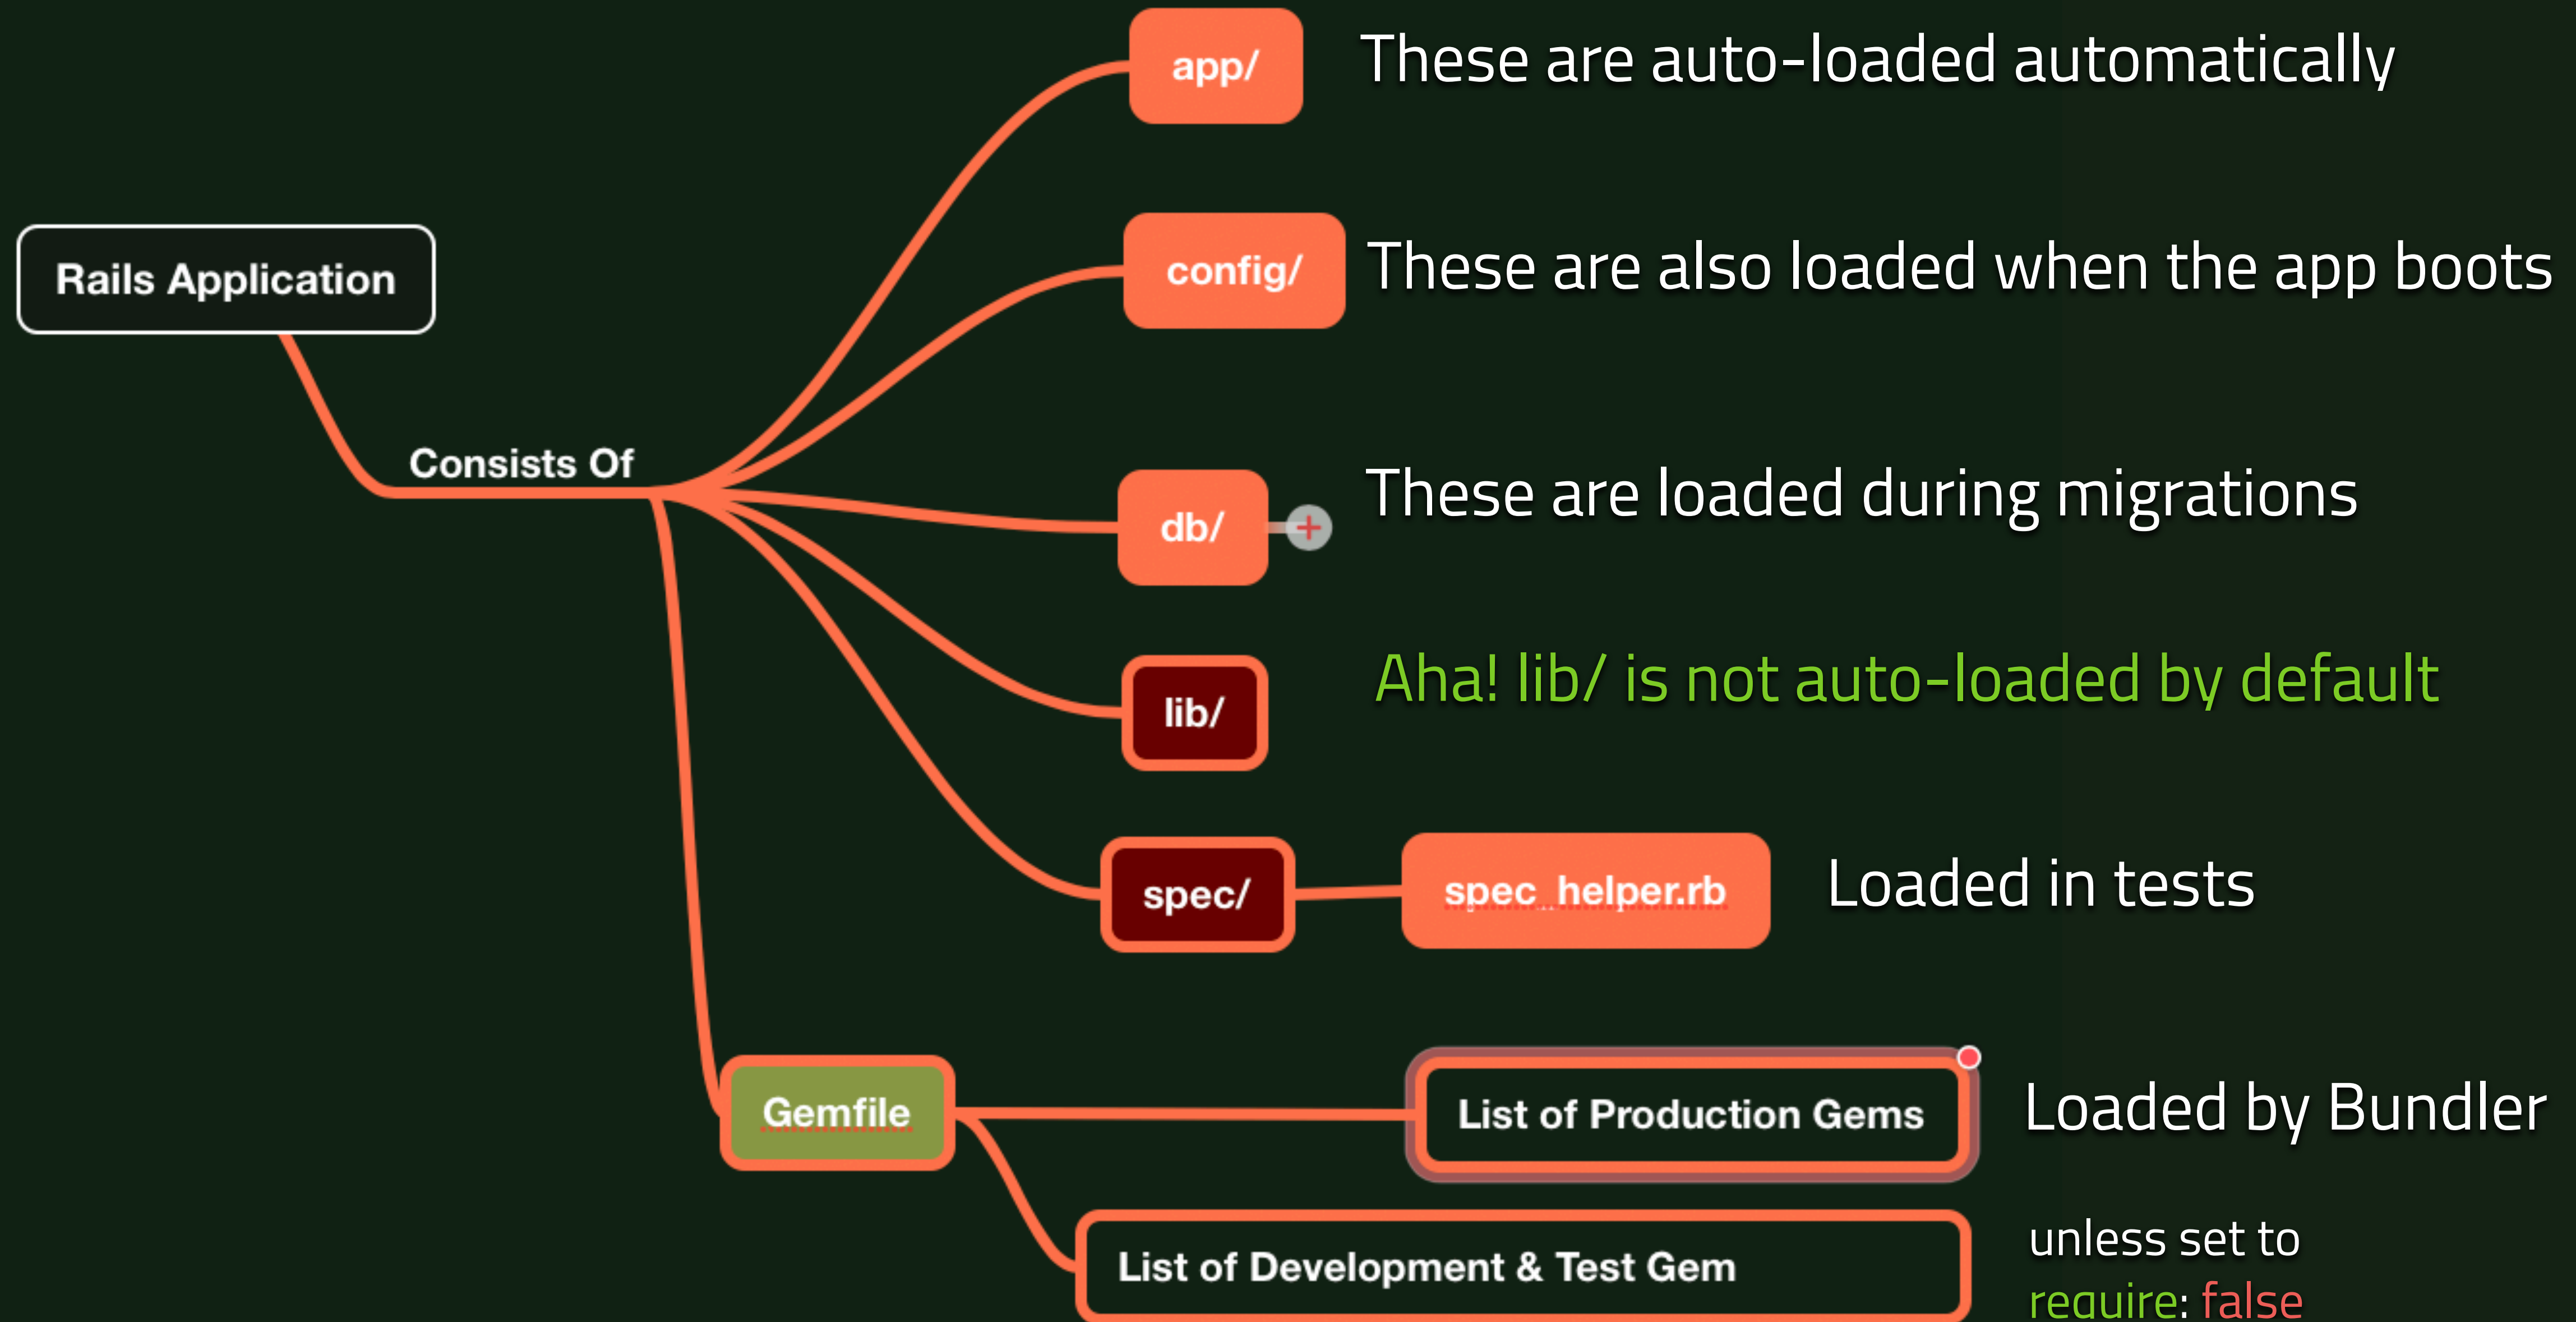 app/ These are auto-loaded automatically
Rails Application
config/ These are also loaded when the app boots
Consists Of
db/ These are loaded during migrations
lib/ Aha! lib/ is not auto-loaded by default
spec/ spec_helper.rb Loaded in tests
Gemfile List of Production Gems Loaded by Bundler
List of Development & Test Gem unless set to
require: false